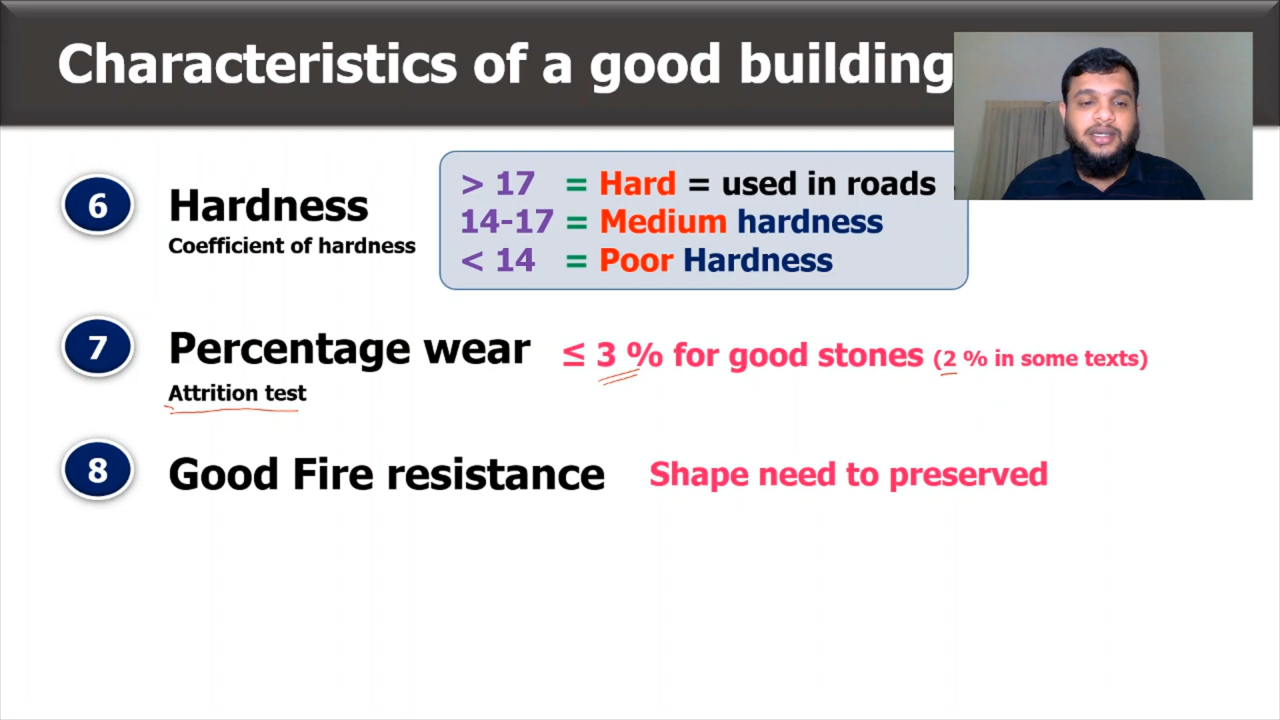 Characteristics of a good building
6
Hardness
Coefficient of hardness
> 17 = Hard = used in roads
14-17 = Medium hardness
< 14 = Poor Hardness
7
Percentage wear
≤ 3 % for good stones (2 % in some texts)
Attrition test
8
Good Fire resistance
Shape need to preserved